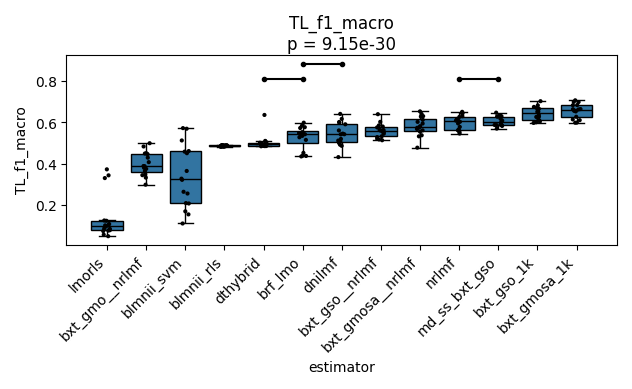 TL_f1_macro
p = 9.15e-30
TL_f1_macro
0.8
0.6
0.4
0.2
lmorls
bxt_gmo__nrlmf
blmnii_svm
blmnii_rls
dthybrid
brf_lmo
dnilmf
bxt_gso__nrlmf
bxt_gmosa__nrlmf
nrlmf
md_ss_bxt_gso
bxt_gso_1k
bxt_gmosa_1k
estimator